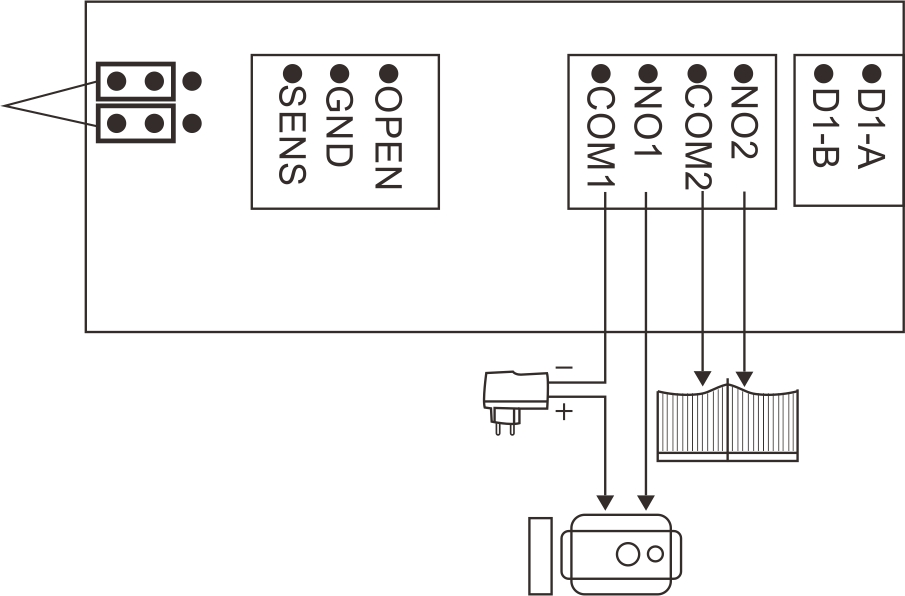 SENS
GND
OPEN
COM1
NO1
COM2
NO2
D1-B
D1-A
−
+